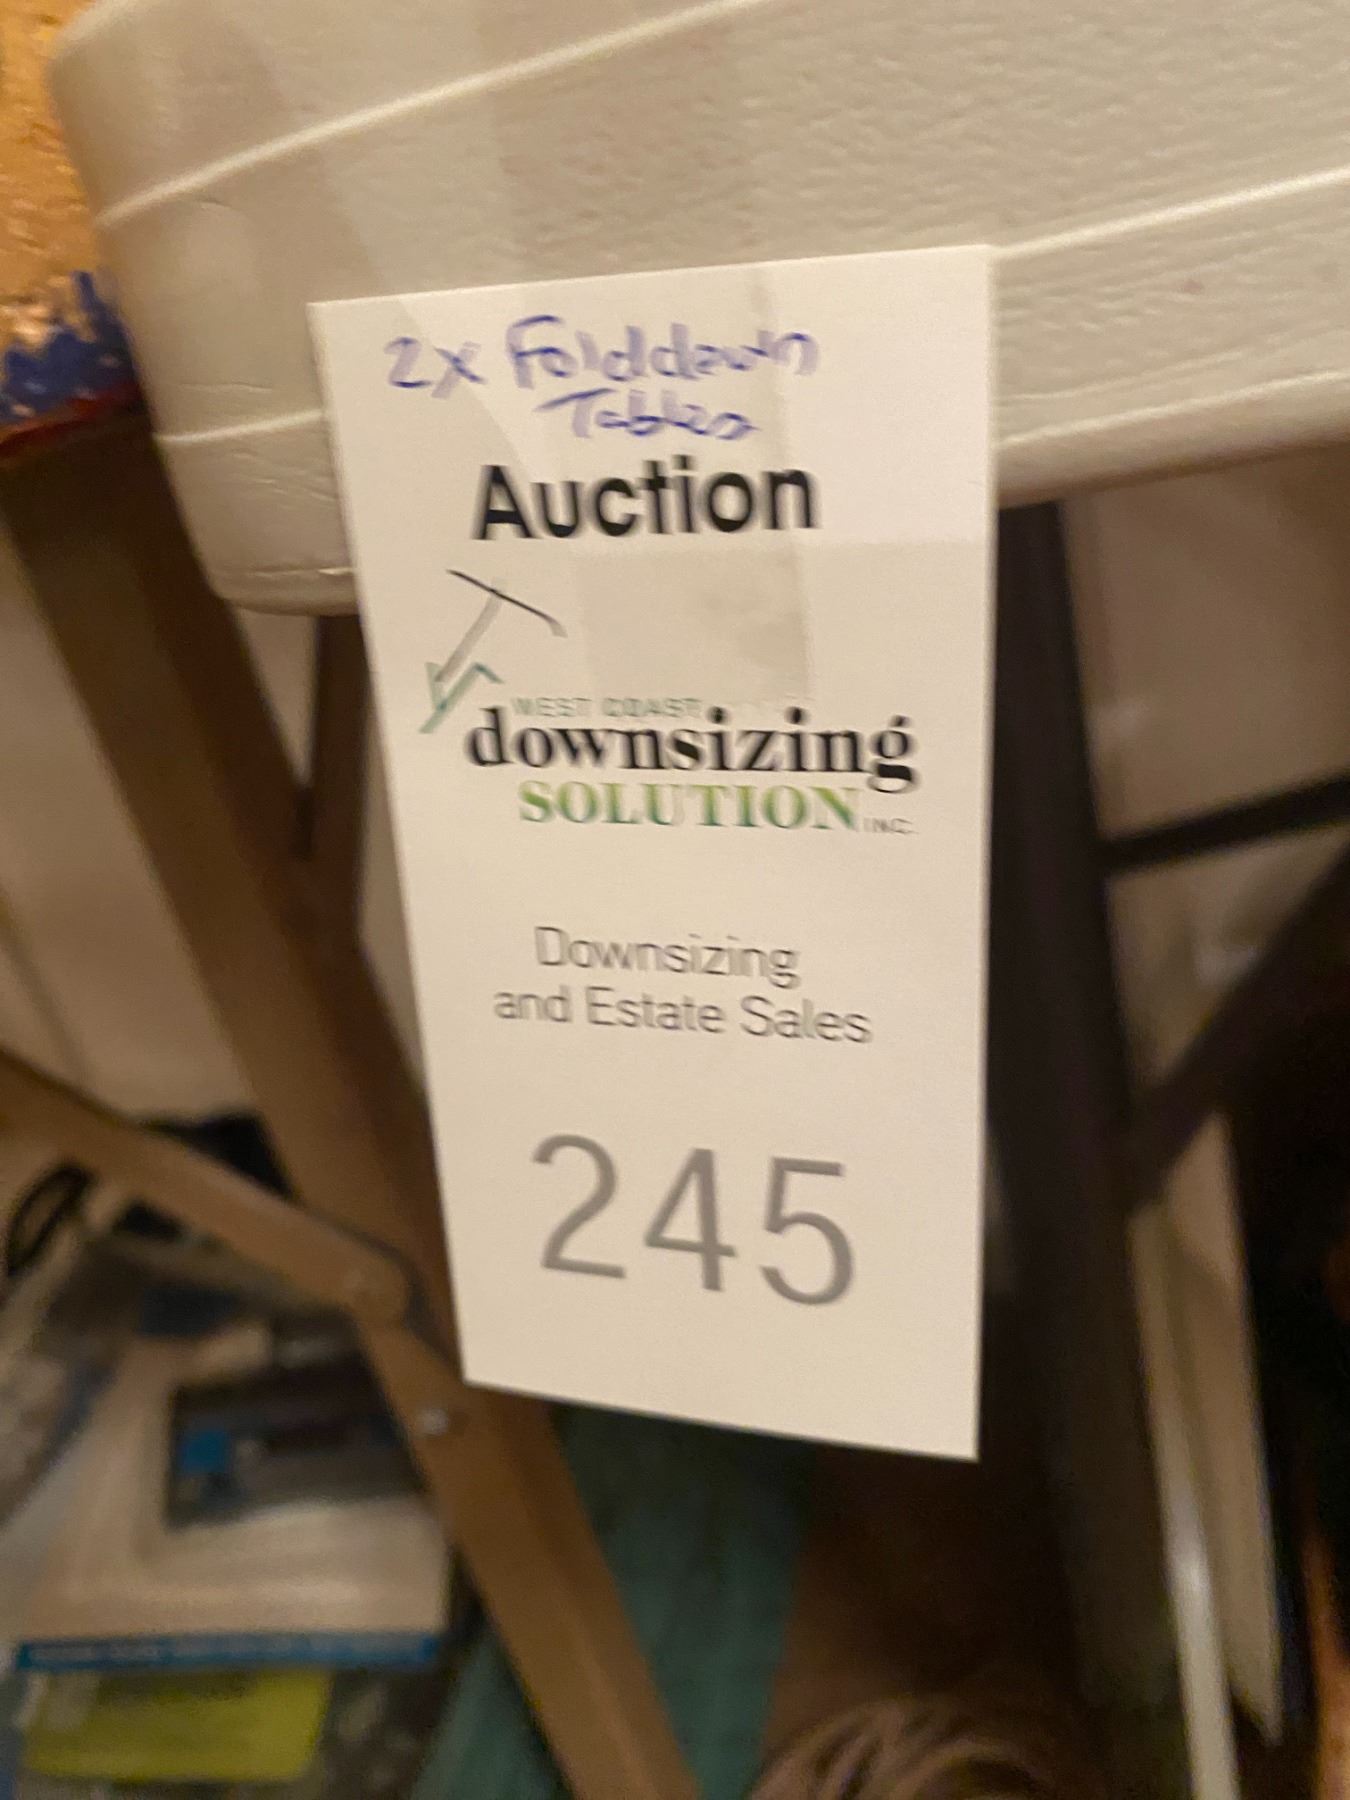 2x Folddown
Tables
Auction
WEST COAST
downsizing
SOLUTION INC.
Downsizing
and Estate Sales
245